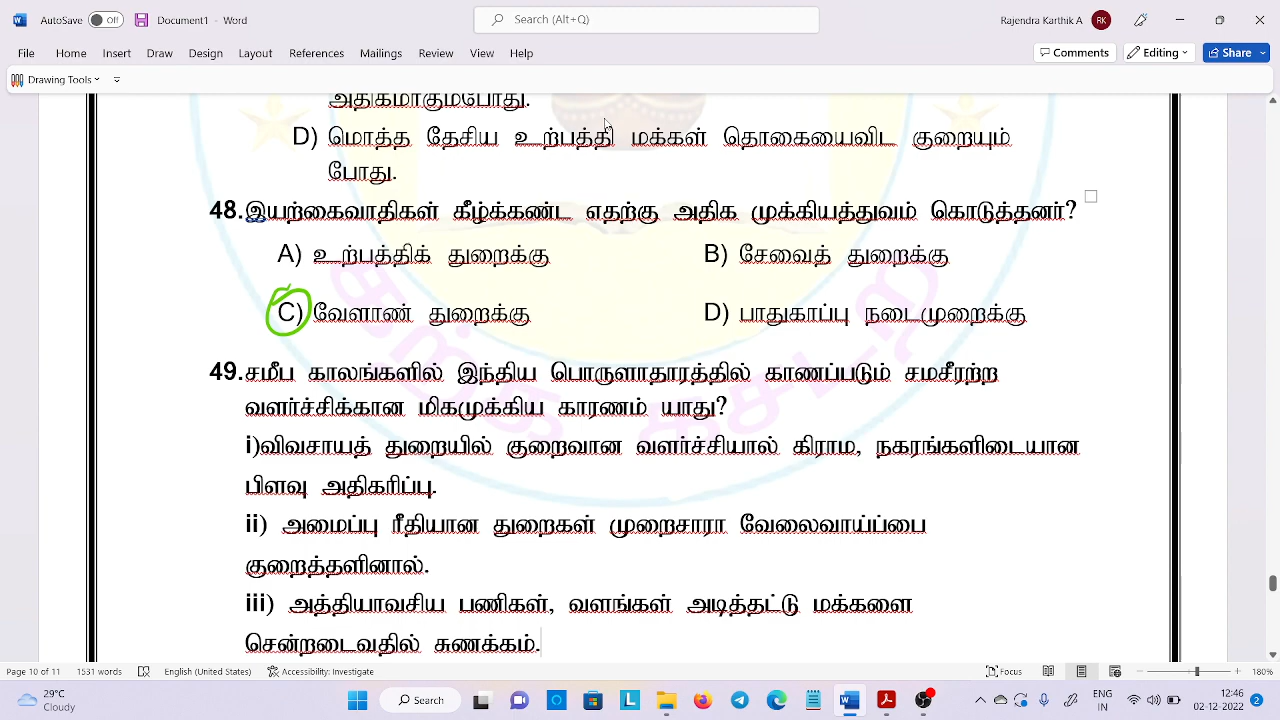 AutoSave Off Document1 Search (Alt+Q) Rajendra Karthik A RK
File Home Insert Draw Design Layout References Mailings Review View Help Comments Editing Share
Drawing Tools
அதிகமாகும்போது.
D) மொத்த தேசிய உற்பத்தி மக்கள் தொகையைவிட குறையும்
போது.
48.இயற்கைவாதிகள் கீழ்க்கண்ட எதற்கு அதிக முக்கியத்துவம் கொடுத்தனர்?
A) உற்பத்திக் துறைக்கு B) சேவைத் துறைக்கு
C) வேளாண் துறைக்கு D) பாதுகாப்பு நடைமுறைக்கு
49.சமீப காலங்களில் இந்திய பொருளாதாரத்தில் காணப்படும் சமசீரற்ற
வளர்ச்சிக்கான மிகமுக்கிய காரணம் யாது?
i)விவசாயத் துறையில் குறைவான வளர்ச்சியால் கிராம, நகரங்களிடையான
பிளவு அதிகரிப்பு.
ii) அமைப்பு ரீதியான துறைகள் முறைசாரா வேலைவாய்ப்பை
குறைத்தளினால்.
iii) அத்தியாவசிய பணிகள், வளங்கள் அடித்தட்டு மக்களை
சென்றடைவதில் சுணக்கம்.
Page 10 of 11 1531 words English (United States) Accessibility: Investigate Focus 180%
29°C Search ENG 12:46
Cloudy IN 02-12-2022 2